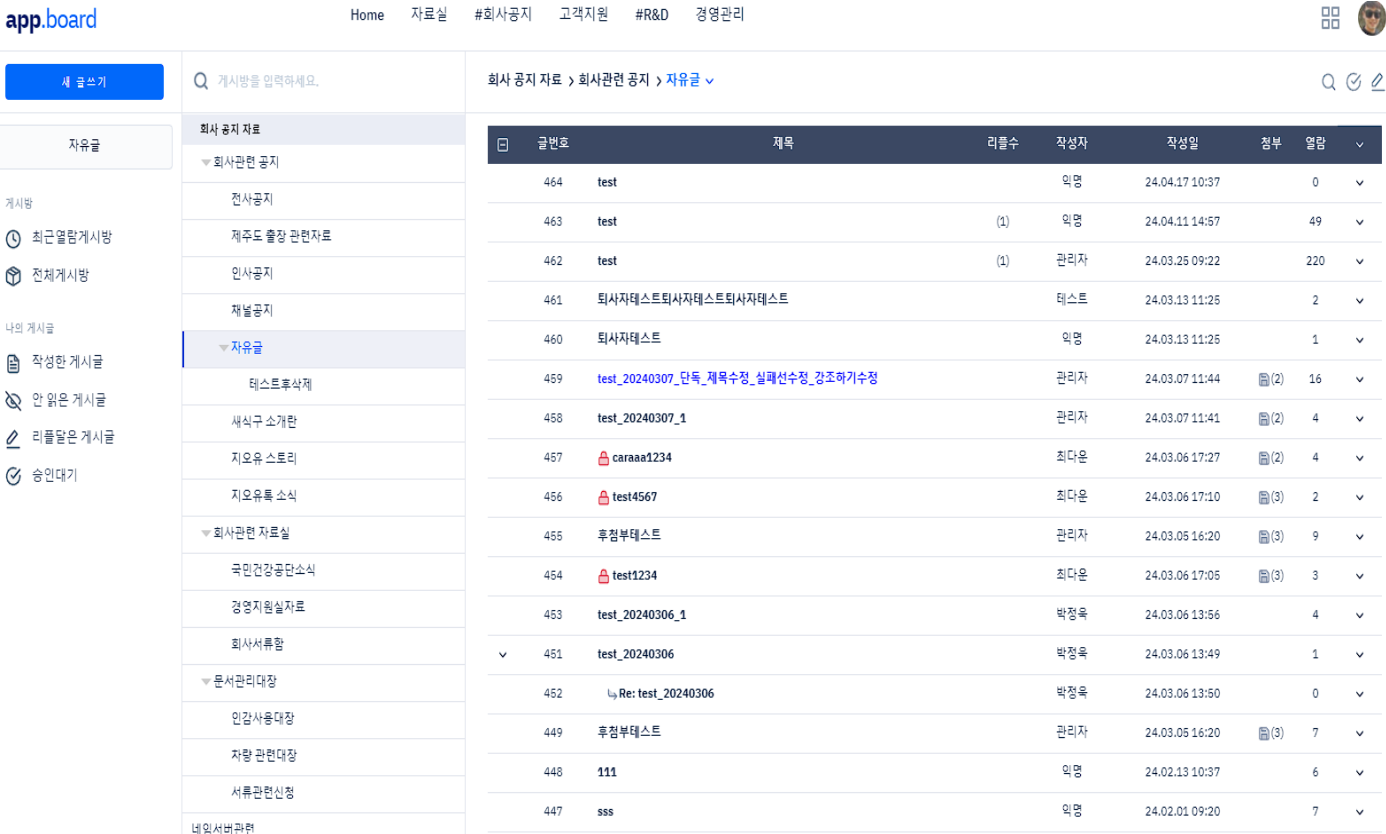 app.board
Home 자료실 #회사공지 고객지원 #R&D 경영관리
새 글쓰기
자유글
게시방
최근열람게시방
전체게시방
나의 게시글
작성한 게시글
안 읽은 게시글
리플달은 게시글
승인대기
게시방을 입력하세요.
회사 공지 자료
회사관련 공지
전사공지
제주도 출장 관련자료
인사공지
채널공지
자유글
테스트후삭제
새식구 소개란
지오유 스토리
지오유톡 소식
회사관련 자료실
국민건강공단소식
경영지원실자료
회사서류함
문서관리대장
인감사용대장
차량 관련대장
서류관련신청
네임서버관련
회사 공지 자료 > 회사관련 공지 > 자유글
글번호 제목 리플수 작성자 작성일 첨부 열람
464 test 익명 24.04.17 10:37 0
463 test (1) 익명 24.04.11 14:57 49
462 test (1) 관리자 24.03.25 09:22 220
461 퇴사자테스트퇴사자테스트퇴사자테스트 테스트 24.03.13 11:25 2
460 퇴사자테스트 익명 24.03.13 11:25 1
459 test_20240307_단독_제목수정_실패선수정_강조하기수정 관리자 24.03.07 11:44 (2) 16
458 test_20240307_1 관리자 24.03.07 11:41 (2) 4
457 caraaa1234 최다운 24.03.06 17:27 (2) 4
456 test4567 최다운 24.03.06 17:10 (3) 2
455 후첨부테스트 관리자 24.03.05 16:20 (3) 9
454 test1234 최다운 24.03.06 17:05 (3) 3
453 test_20240306_1 박정욱 24.03.06 13:56 4
451 test_20240306 박정욱 24.03.06 13:49 1
452 Re: test_20240306 박정욱 24.03.06 13:50 0
449 후첨부테스트 관리자 24.03.05 16:20 (3) 7
448 111 익명 24.02.13 10:37 6
447 sss 익명 24.02.01 09:20 7